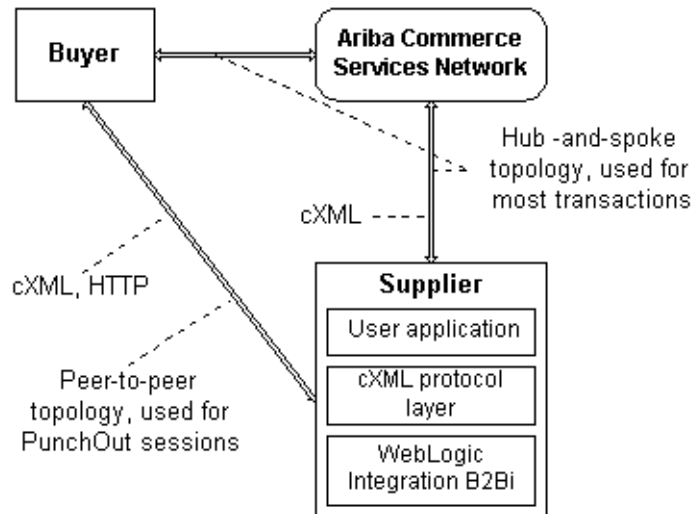 Buyer
Ariba Commerce
Services Network
Hub -and-spoke
topology, used for
most transactions
cXML
cXML, HTTP
Peer-to-peer
topology, used for
PunchOut sessions
Supplier
User application
cXML protocol
layer
WebLogic
Integration B2Bi